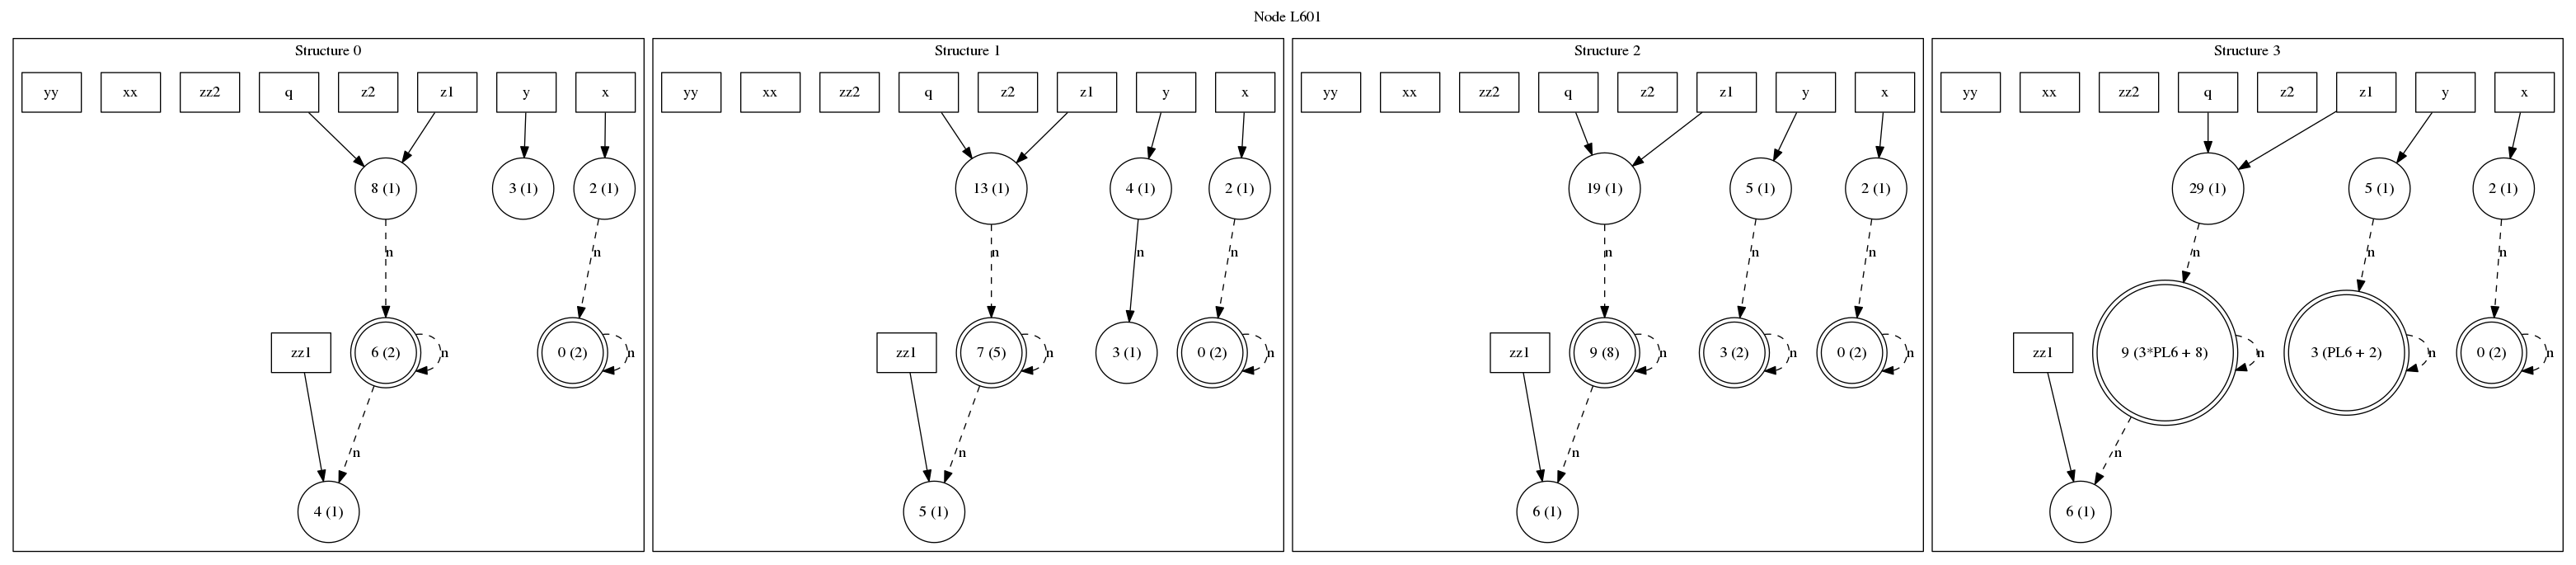 Node L601
Structure 0
yy xx zz2 q z2 z1 y x
8 (1) 3 (1) 2 (1)
n n
zz1 6 (2) n 0 (2) n
n
4 (1)
Structure 1
yy xx zz2 q z2 z1 y x
13 (1) 4 (1) 2 (1)
n n n
zz1 7 (5) n 3 (1) 0 (2) n
n
5 (1)
Structure 2
yy xx zz2 q z2 z1 y x
19 (1) 5 (1) 2 (1)
n n n
zz1 9 (8) n 3 (2) n 0 (2) n
n
6 (1)
Structure 3
yy xx zz2 q z2 z1 y x
29 (1) 5 (1) 2 (1)
n n n
zz1 9 (3*PL6 + 8) n 3 (PL6 + 2) n 0 (2) n
n
6 (1)